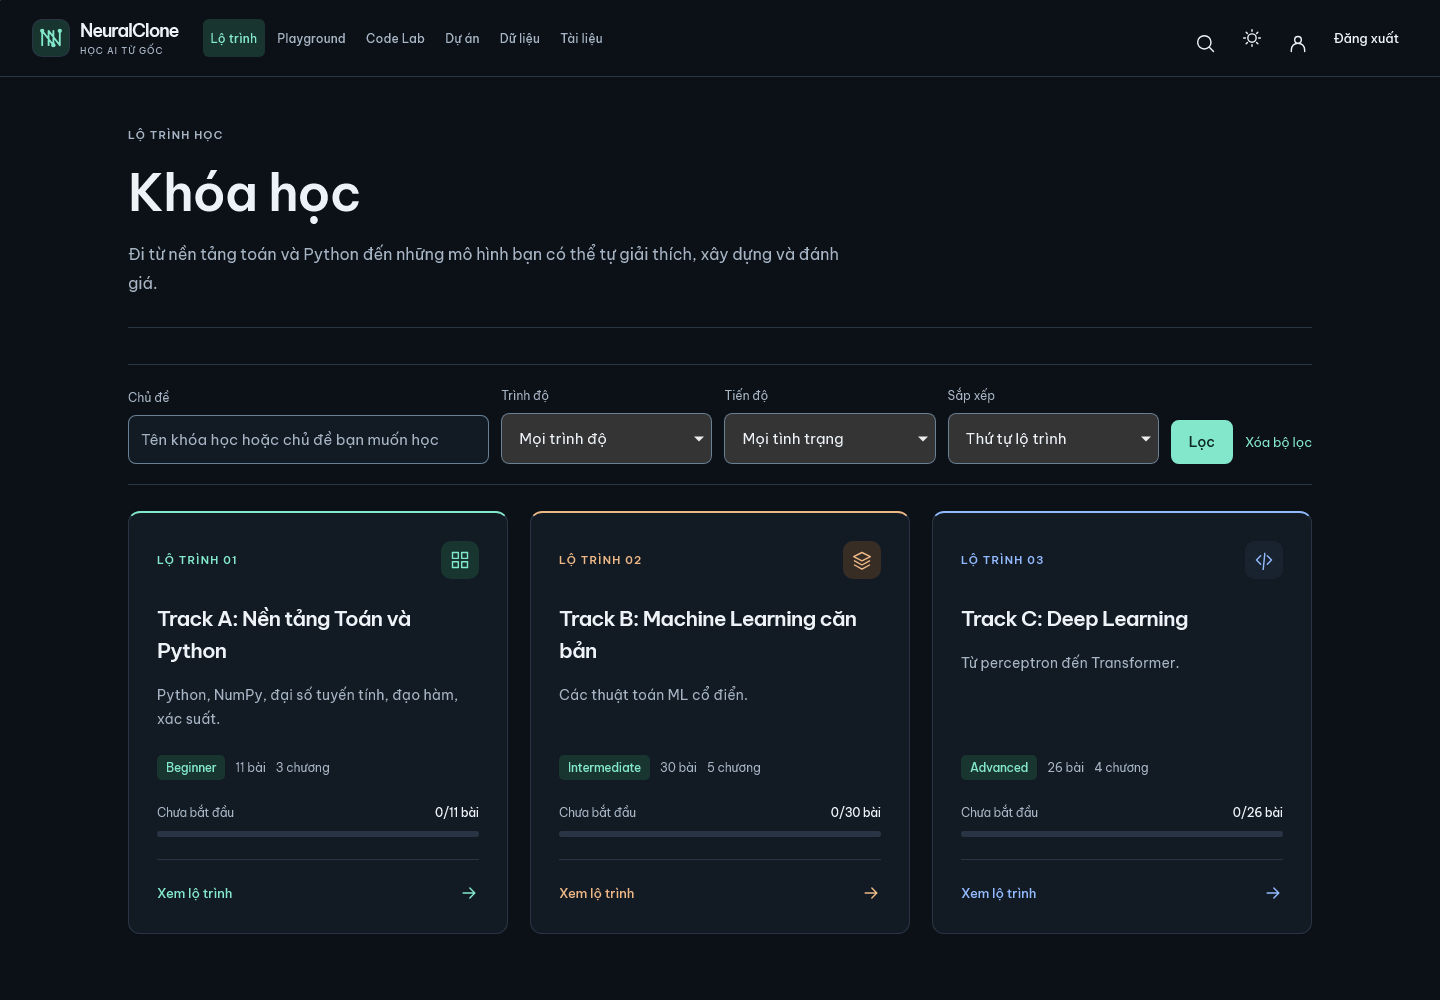 NeuralClone
HỌC AI TỪ GỐC
Lộ trình
Playground
Code Lab
Dự án
Dữ liệu
Tài liệu
Đăng xuất
LỘ TRÌNH HỌC
Khóa học
Đi từ nền tảng toán và Python đến những mô hình bạn có thể tự giải thích, xây dựng và đánh
giá.
Chủ đề
Tên khóa học hoặc chủ đề bạn muốn học
Trình độ
Mọi trình độ
Tiến độ
Mọi tình trạng
Sắp xếp
Thứ tự lộ trình
Lọc
Xóa bộ lọc
LỘ TRÌNH 01
Track A: Nền tảng Toán và
Python
Python, NumPy, đại số tuyến tính, đạo hàm,
xác suất.
Beginner 11 bài 3 chương
Chưa bắt đầu 0/11 bài
Xem lộ trình
LỘ TRÌNH 02
Track B: Machine Learning căn
bản
Các thuật toán ML cổ điển.
Intermediate 30 bài 5 chương
Chưa bắt đầu 0/30 bài
Xem lộ trình
LỘ TRÌNH 03
Track C: Deep Learning
Từ perceptron đến Transformer.
Advanced 26 bài 4 chương
Chưa bắt đầu 0/26 bài
Xem lộ trình